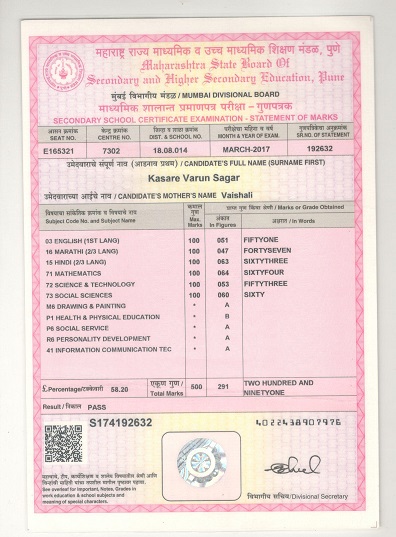 महाराष्ट्र राज्य माध्यमिक व उच्च माध्यमिक शिक्षण मंडळ, पुणे
Maharashtra State Board Of
Secondary and Higher Secondary Education, Pune
मुंबई विभागीय मंडळ / MUMBAI DIVISIONAL BOARD
माध्यमिक शालान्त प्रमाणपत्र परीक्षा - गुणपत्रक
SECONDARY SCHOOL CERTIFICATE EXAMINATION - STATEMENT OF MARKS
आसन क्रमांक केन्द्र क्रमांक जिल्हा व शाळा क्रमांक परीक्षेचा महिना व वर्ष गुणपत्रिकेचा अनुक्रमांक
SEAT NO. CENTRE NO. DIST. & SCHOOL NO. MONTH & YEAR OF EXAM. SR.NO. OF STATEMENT
E165321 7302 18.08.014 MARCH-2017 192632
उमेदवाराचे संपूर्ण नाव (आडनाव प्रथम) / CANDIDATE'S FULL NAME (SURNAME FIRST)
Kasare Varun Sagar
उमेदवाराच्या आईचे नाव / CANDIDATE'S MOTHER'S NAME Vaishali
विषयाचा सांकेतिक क्रमांक व विषयाचे नाव
Subject Code No. and Subject Name
कमाल गुण Max. Marks
प्राप्त गुण किंवा श्रेणी / Marks or Grade Obtained
अंकात In Figures
अक्षरात / In Words
03 ENGLISH (1ST LANG) 100 051 FIFTYONE
16 MARATHI (2/3 LANG) 100 047 FORTYSEVEN
15 HINDI (2/3 LANG) 100 063 SIXTYTHREE
71 MATHEMATICS 100 064 SIXTYFOUR
72 SCIENCE & TECHNOLOGY 100 053 FIFTYTHREE
73 SOCIAL SCIENCES 100 060 SIXTY
M6 DRAWING & PAINTING * A
P1 HEALTH & PHYSICAL EDUCATION * B
P6 SOCIAL SERVICE * A
R6 PERSONALITY DEVELOPMENT * A
41 INFORMATION COMMUNICATION TEC * A
£ Percentage/टक्केवारी 58.20 एकूण गुण / Total Marks 500 291 TWO HUNDRED AND
NINETYONE
Result / निकाल PASS
S174192632
4022438907976
See overleaf for Important, Notes, Grades in
work education & school subjects and
meaning of special characters.
विभागीय सचिव/Divisional Secretary